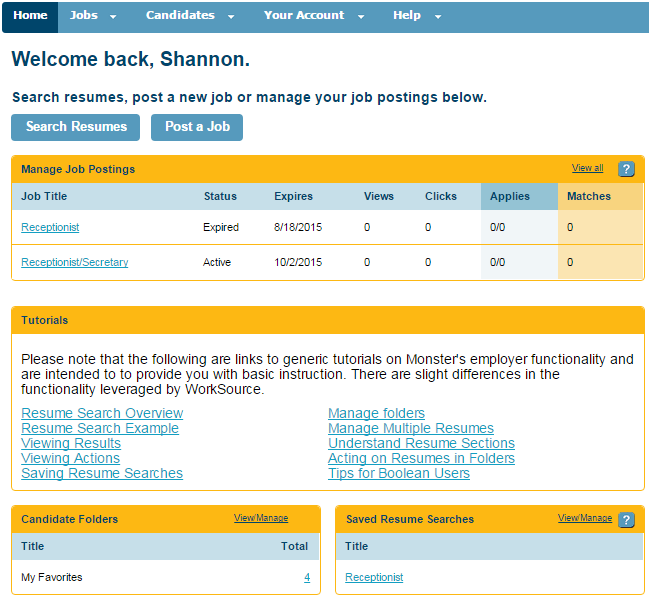 Home Jobs Candidates Your Account Help
Welcome back, Shannon.
Search resumes, post a new job or manage your job postings below.
Search Resumes Post a Job
Manage Job Postings View all ?
Job Title Status Expires Views Clicks Applies Matches
Receptionist Expired 8/18/2015 0 0 0/0 0
Receptionist/Secretary Active 10/2/2015 0 0 0/0 0
Tutorials
Please note that the following are links to generic tutorials on Monster's employer functionality and
are intended to to provide you with basic instruction. There are slight differences in the
functionality leveraged by WorkSource.
Resume Search Overview Manage folders
Resume Search Example Manage Multiple Resumes
Viewing Results Understand Resume Sections
Viewing Actions Acting on Resumes in Folders
Saving Resume Searches Tips for Boolean Users
Candidate Folders View/Manage Saved Resume Searches View/Manage ?
Title Total Title
My Favorites 4 Receptionist